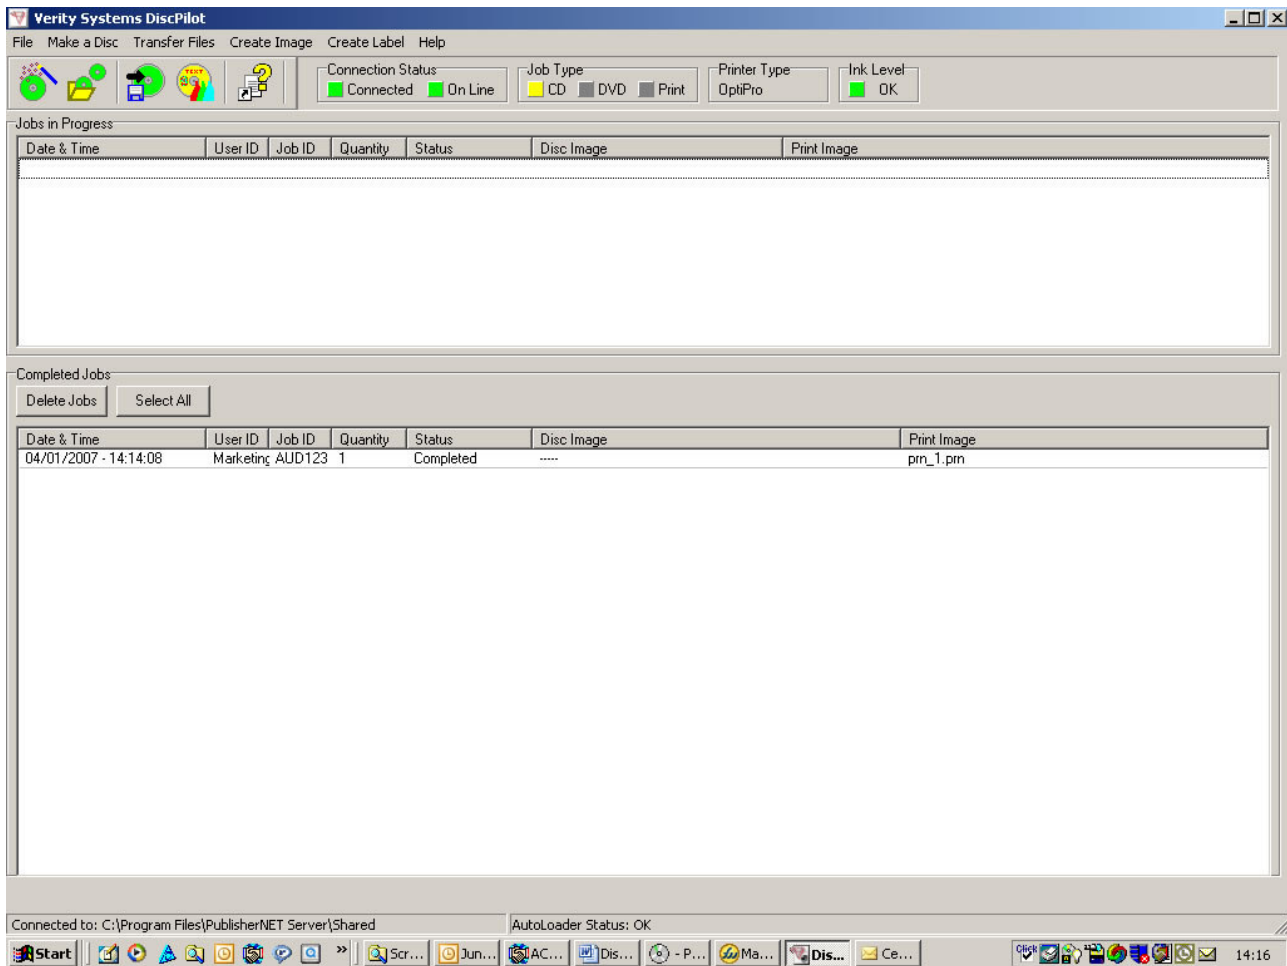 Verity Systems DiscPilot
File Make a Disc Transfer Files Create Image Create Label Help
TEXT
Connection Status Job Type Printer Type Ink Level
Connected On Line CD DVD Print OptiPro OK
Jobs in Progress
Date & Time User ID Job ID Quantity Status Disc Image Print Image
Completed Jobs
Delete Jobs Select All
Date & Time User ID Job ID Quantity Status Disc Image Print Image
04/01/2007 - 14:14:08 Marketing AUD123 1 Completed ----- prn_1.prn
Connected to: C:\Program Files\PublisherNET Server\Shared AutoLoader Status: OK
Start » Scr... Jun... AC... Dis... - P... Ma... Dis... Ce... Click 14:16